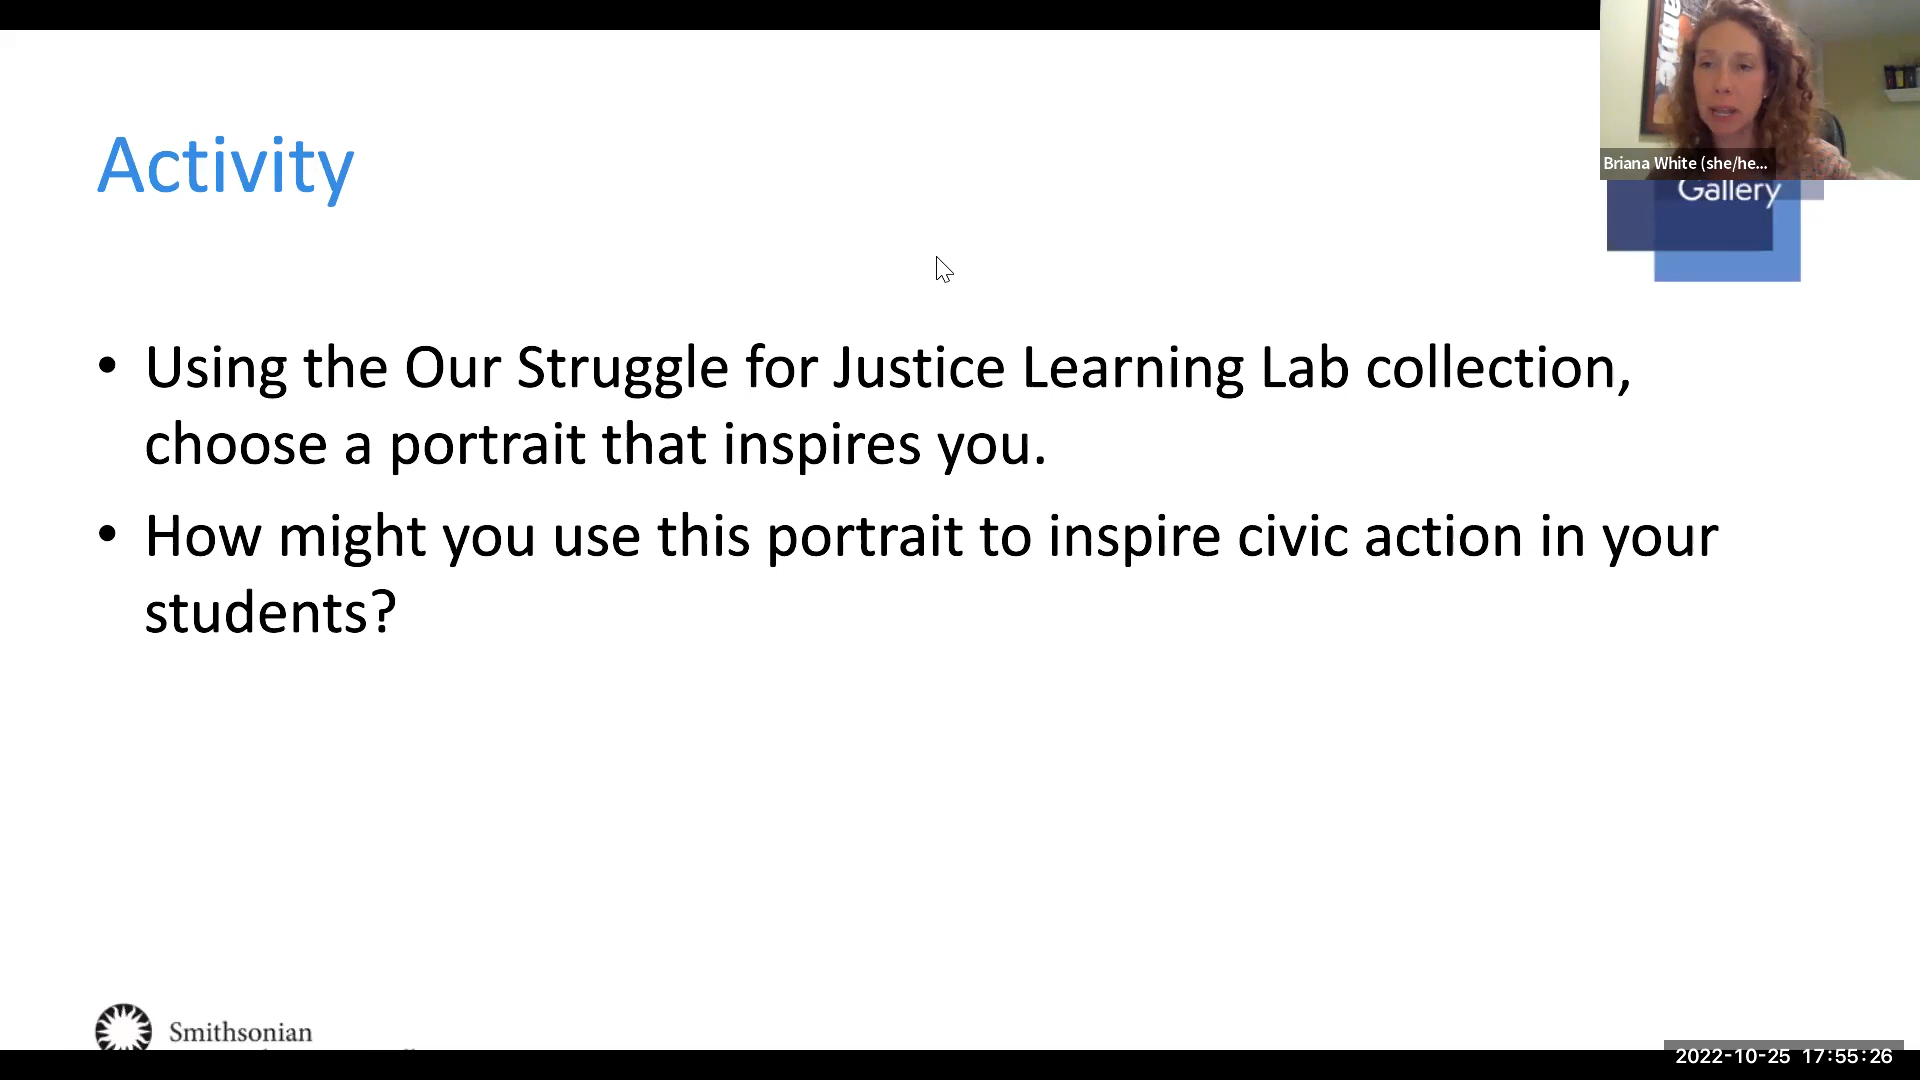 Activity
Briana White (she/he...
Gallery
• Using the Our Struggle for Justice Learning Lab collection,
choose a portrait that inspires you.
• How might you use this portrait to inspire civic action in your
students?
Smithsonian
2022-10-25 17:55:26